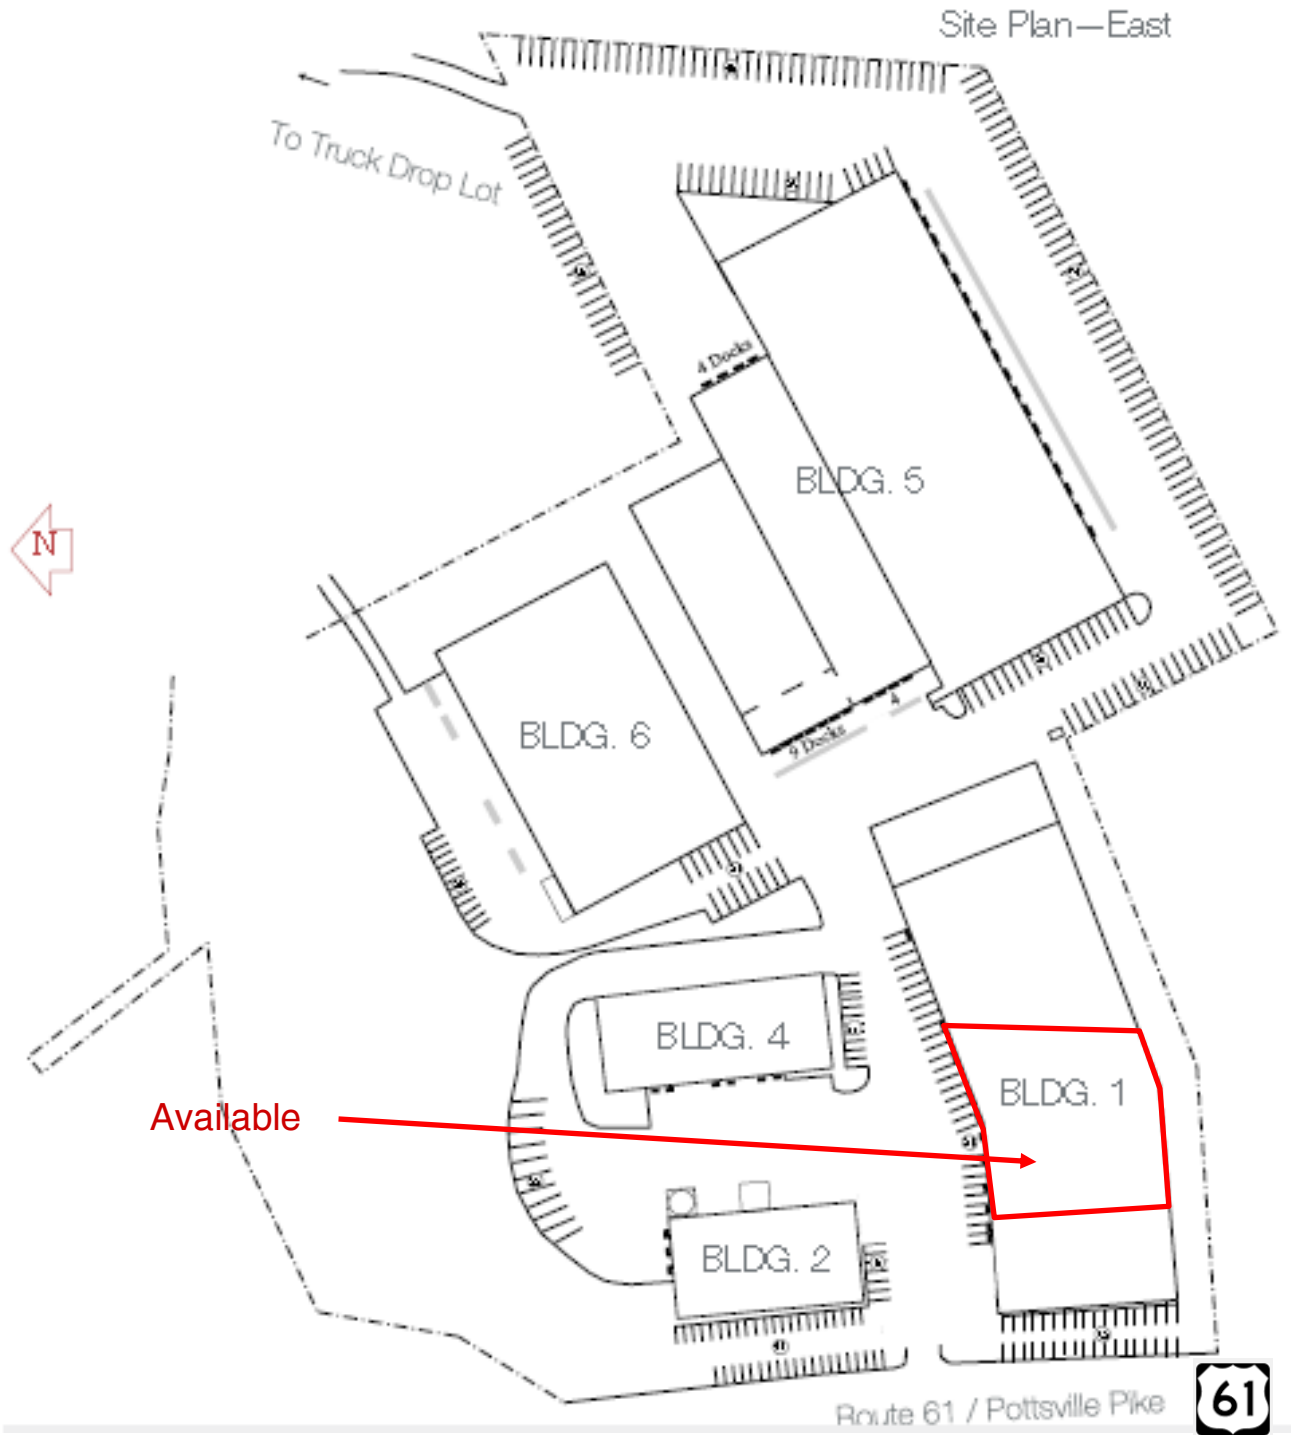 Site Plan—East
To Truck Drop Lot
4 Docks
BLDG. 5
N
BLDG. 6
4
9 Docks
BLDG. 4
BLDG. 1
Available
BLDG. 2
Route 61 / Pottsville Pike
61